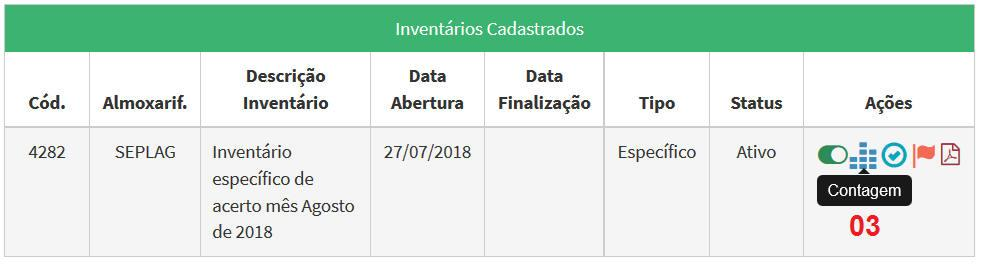 Inventários Cadastrados
Cód.
Almoxarif.
Descrição
Inventário
Data
Abertura
Data
Finalização
Tipo
Status
Ações
4282
SEPLAG
Inventário
específico de
acerto mês Agosto
de 2018
27/07/2018
Específico
Ativo
Contagem
03